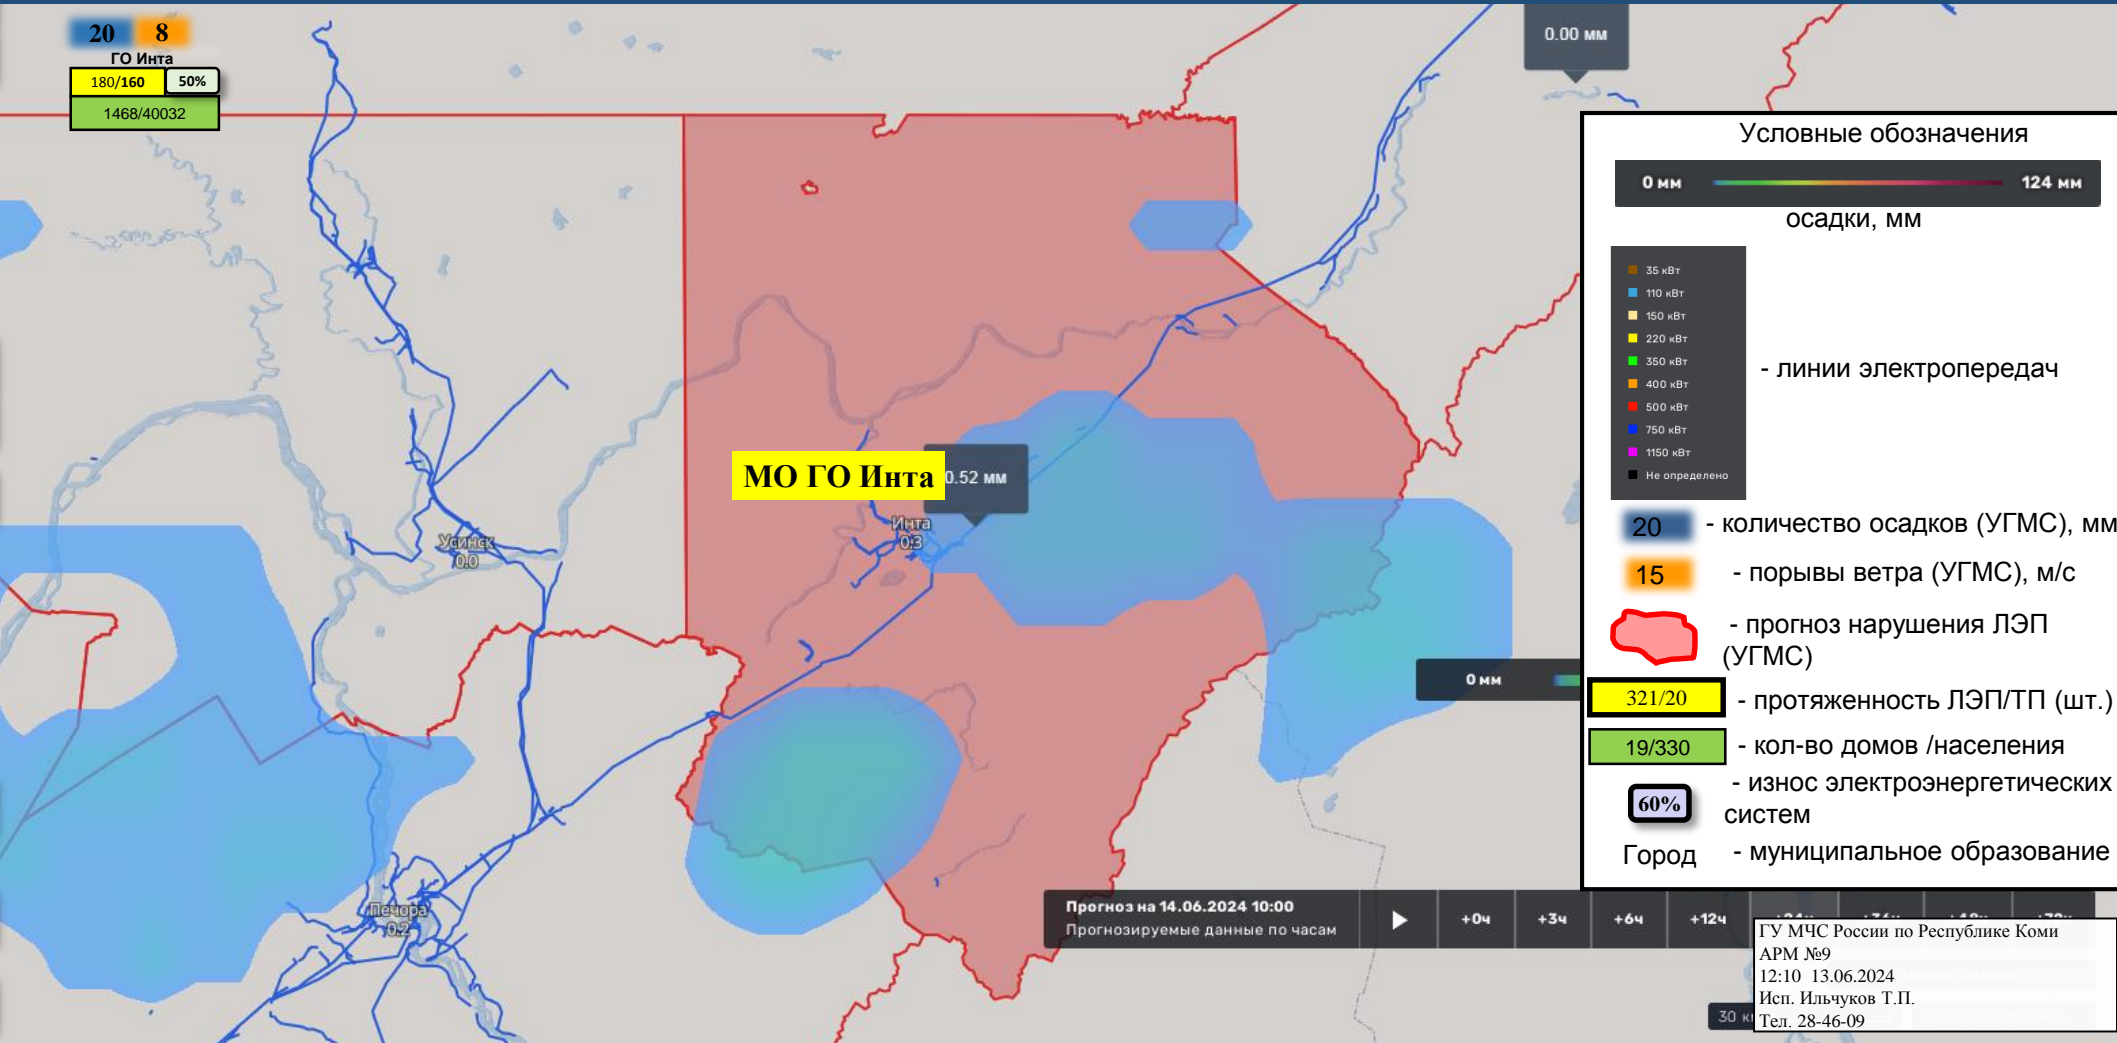 20 8
ГО Инта
180/160 50%
1468/40032
0.00 мм
МО ГО Инта
0.52 мм
Инта
0.3
Усинск
0.0
Печора
0.2
0 мм
Условные обозначения
0 мм 124 мм
осадки, мм
35 кВт
110 кВт
150 кВт
220 кВт
350 кВт
400 кВт
500 кВт
750 кВт
1150 кВт
Не определено
- линии электропередач
20 - количество осадков (УГМС), мм
15 - порывы ветра (УГМС), м/с
- прогноз нарушения ЛЭП
(УГМС)
321/20 - протяженность ЛЭП/ТП (шт.)
19/330 - кол-во домов /населения
- износ электроэнергетических
60%
систем
Город - муниципальное образование
Прогноз на 14.06.2024 10:00
Прогнозируемые данные по часам
+0ч +3ч +6ч +12ч
ГУ МЧС России по Республике Коми
АРМ №9
12:10 13.06.2024
Исп. Ильчуков Т.П.
Тел. 28-46-09
30